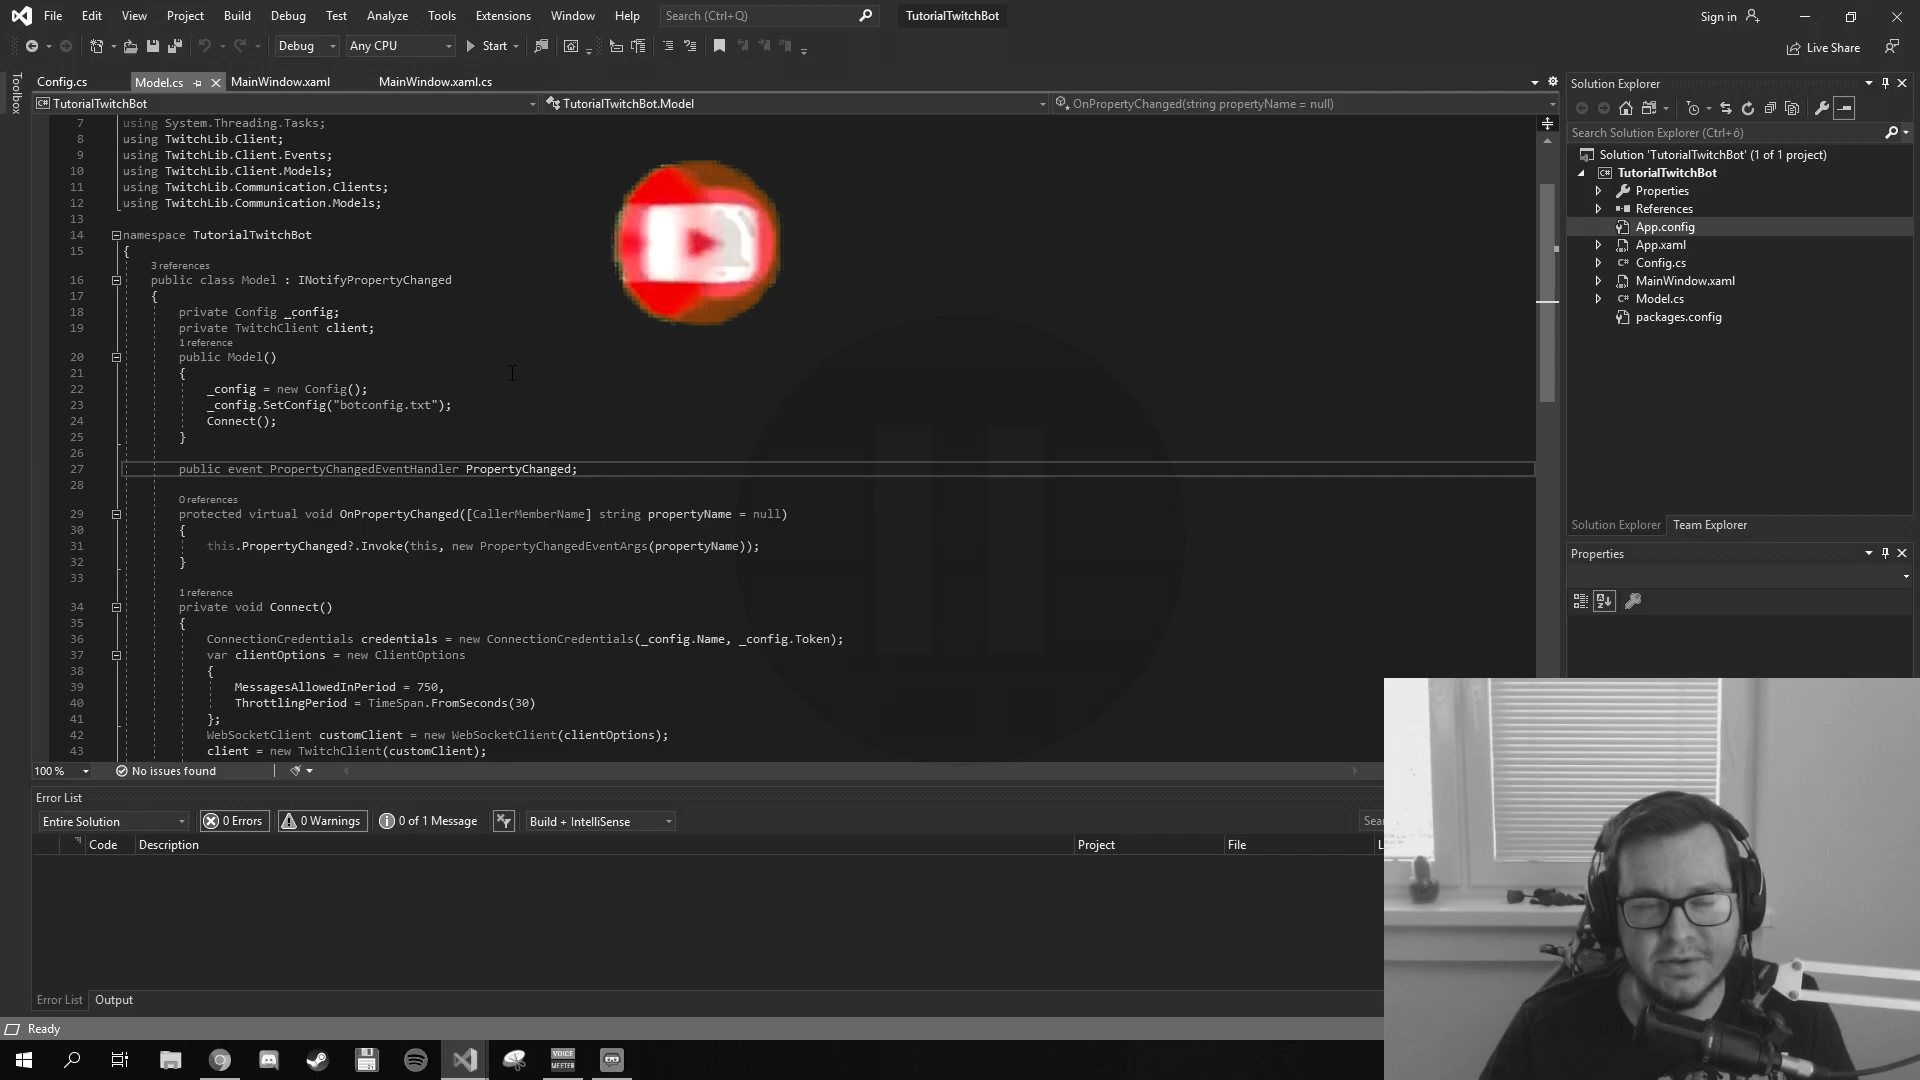 File Edit View Project Build Debug Test Analyze Tools Extensions Window Help Search (Ctrl+Q) TutorialTwitchBot Sign in
Debug Any CPU Start Live Share
Toolbox
Config.cs Model.cs MainWindow.xaml MainWindow.xaml.cs
C# TutorialTwitchBot TutorialTwitchBot.Model OnPropertyChanged(string propertyName = null)
7 using System.Threading.Tasks;
8 using TwitchLib.Client;
9 using TwitchLib.Client.Events;
10 using TwitchLib.Client.Models;
11 using TwitchLib.Communication.Clients;
12 using TwitchLib.Communication.Models;
13
14 namespace TutorialTwitchBot
15 {
3 references
16 public class Model : INotifyPropertyChanged
17 {
18 private Config _config;
19 private TwitchClient client;
1 reference
20 public Model()
21 {
22 _config = new Config();
23 _config.SetConfig("botconfig.txt");
24 Connect();
25 }
26
27 public event PropertyChangedEventHandler PropertyChanged;
28
0 references
29 protected virtual void OnPropertyChanged([CallerMemberName] string propertyName = null)
30 {
31 this.PropertyChanged?.Invoke(this, new PropertyChangedEventArgs(propertyName));
32 }
33
1 reference
34 private void Connect()
35 {
36 ConnectionCredentials credentials = new ConnectionCredentials(_config.Name, _config.Token);
37 var clientOptions = new ClientOptions
38 {
39 MessagesAllowedInPeriod = 750,
40 ThrottlingPeriod = TimeSpan.FromSeconds(30)
41 };
42 WebSocketClient customClient = new WebSocketClient(clientOptions);
43 client = new TwitchClient(customClient);
100 % No issues found
Solution Explorer
Search Solution Explorer (Ctrl+ô)
Solution 'TutorialTwitchBot' (1 of 1 project)
TutorialTwitchBot
Properties
References
App.config
App.xaml
C# Config.cs
MainWindow.xaml
C# Model.cs
packages.config
Solution Explorer Team Explorer
Properties
Error List
Entire Solution 0 Errors 0 Warnings 0 of 1 Message Build + IntelliSense Sea
Code Description Project File L
Error List Output
Ready
VOICE
MEETER